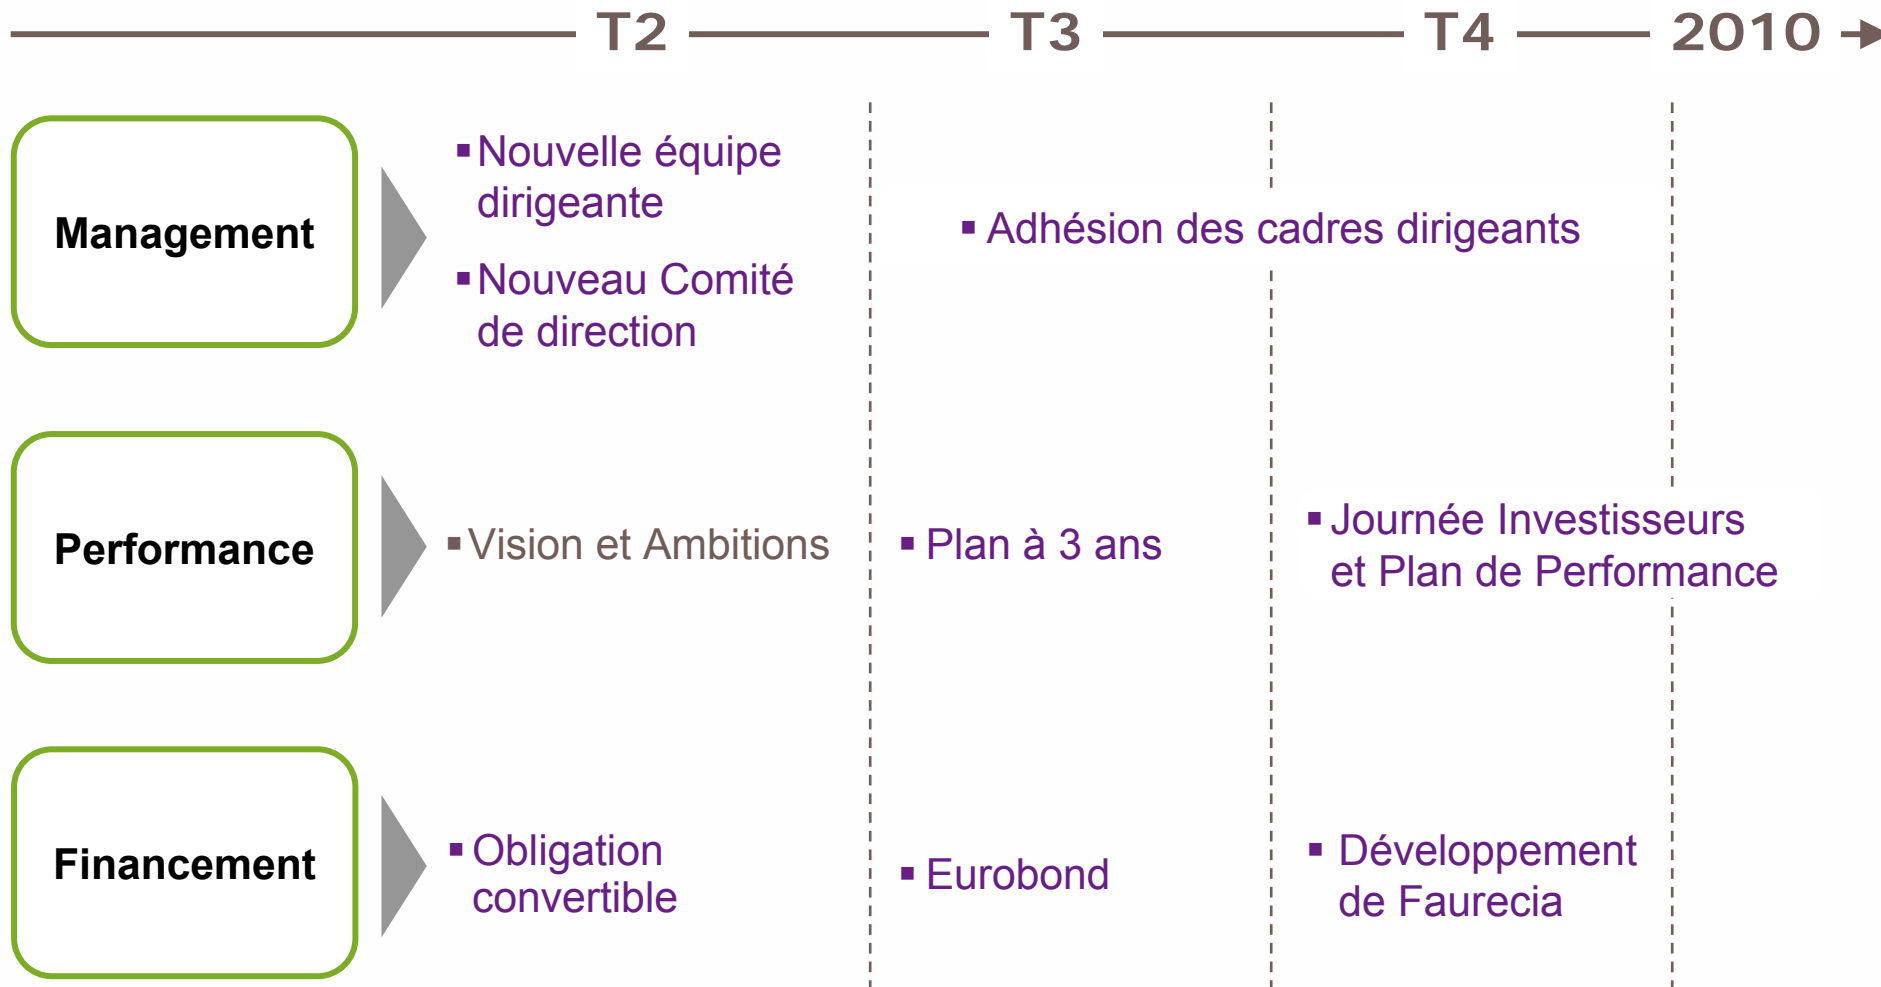 T2 T3 T4 2010
Management
▪ Nouvelle équipe
dirigeante
▪ Nouveau Comité
de direction
▪ Adhésion des cadres dirigeants
Performance
▪ Vision et Ambitions
▪ Plan à 3 ans
▪ Journée Investisseurs
et Plan de Performance
Financement
▪ Obligation
convertible
▪ Eurobond
▪ Développement
de Faurecia